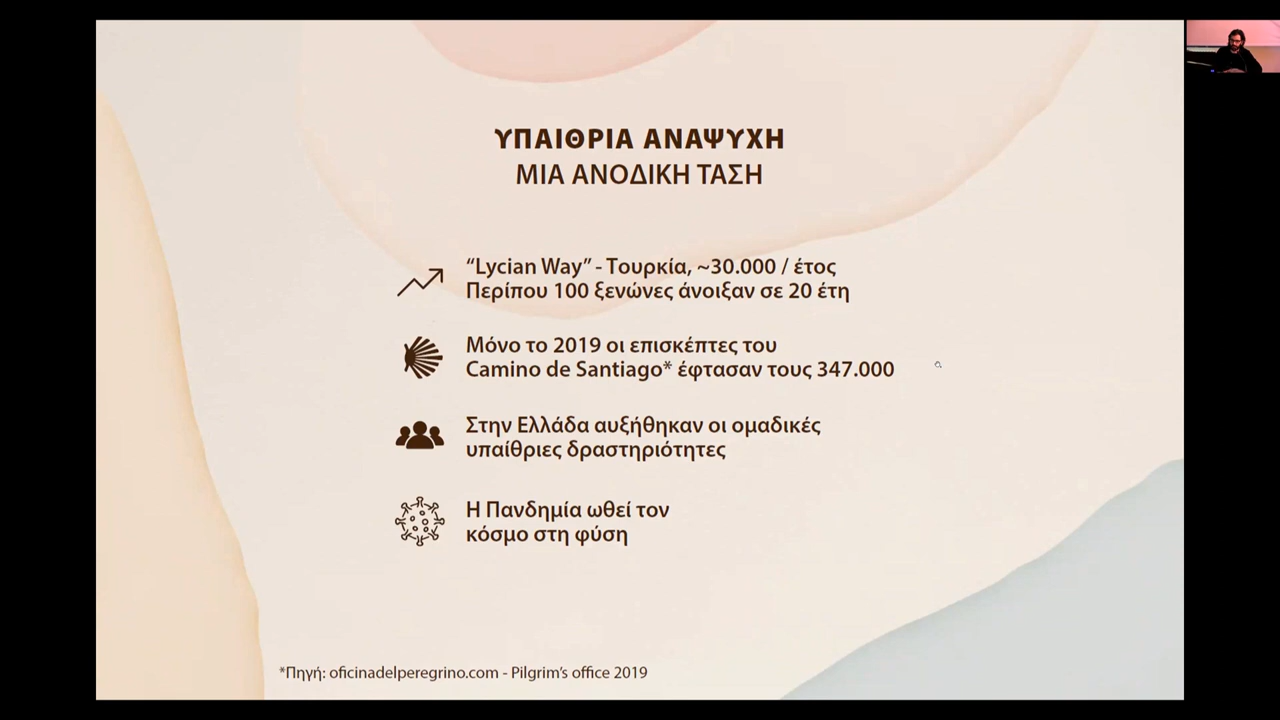 ΥΠΑΙΘΡΙΑ ΑΝΑΨΥΧΗ
ΜΙΑ ΑΝΟΔΙΚΗ ΤΑΣΗ
“Lycian Way” - Τουρκία, ~30.000 / έτος
Περίπου 100 ξενώνες άνοιξαν σε 20 έτη
Μόνο το 2019 οι επισκέπτες του
Camino de Santiago* έφτασαν τους 347.000
Στην Ελλάδα αυξήθηκαν οι ομαδικές
υπαίθριες δραστηριότητες
Η Πανδημία ωθεί τον
κόσμο στη φύση
*Πηγή: oficinadelperegrino.com - Pilgrim’s office 2019